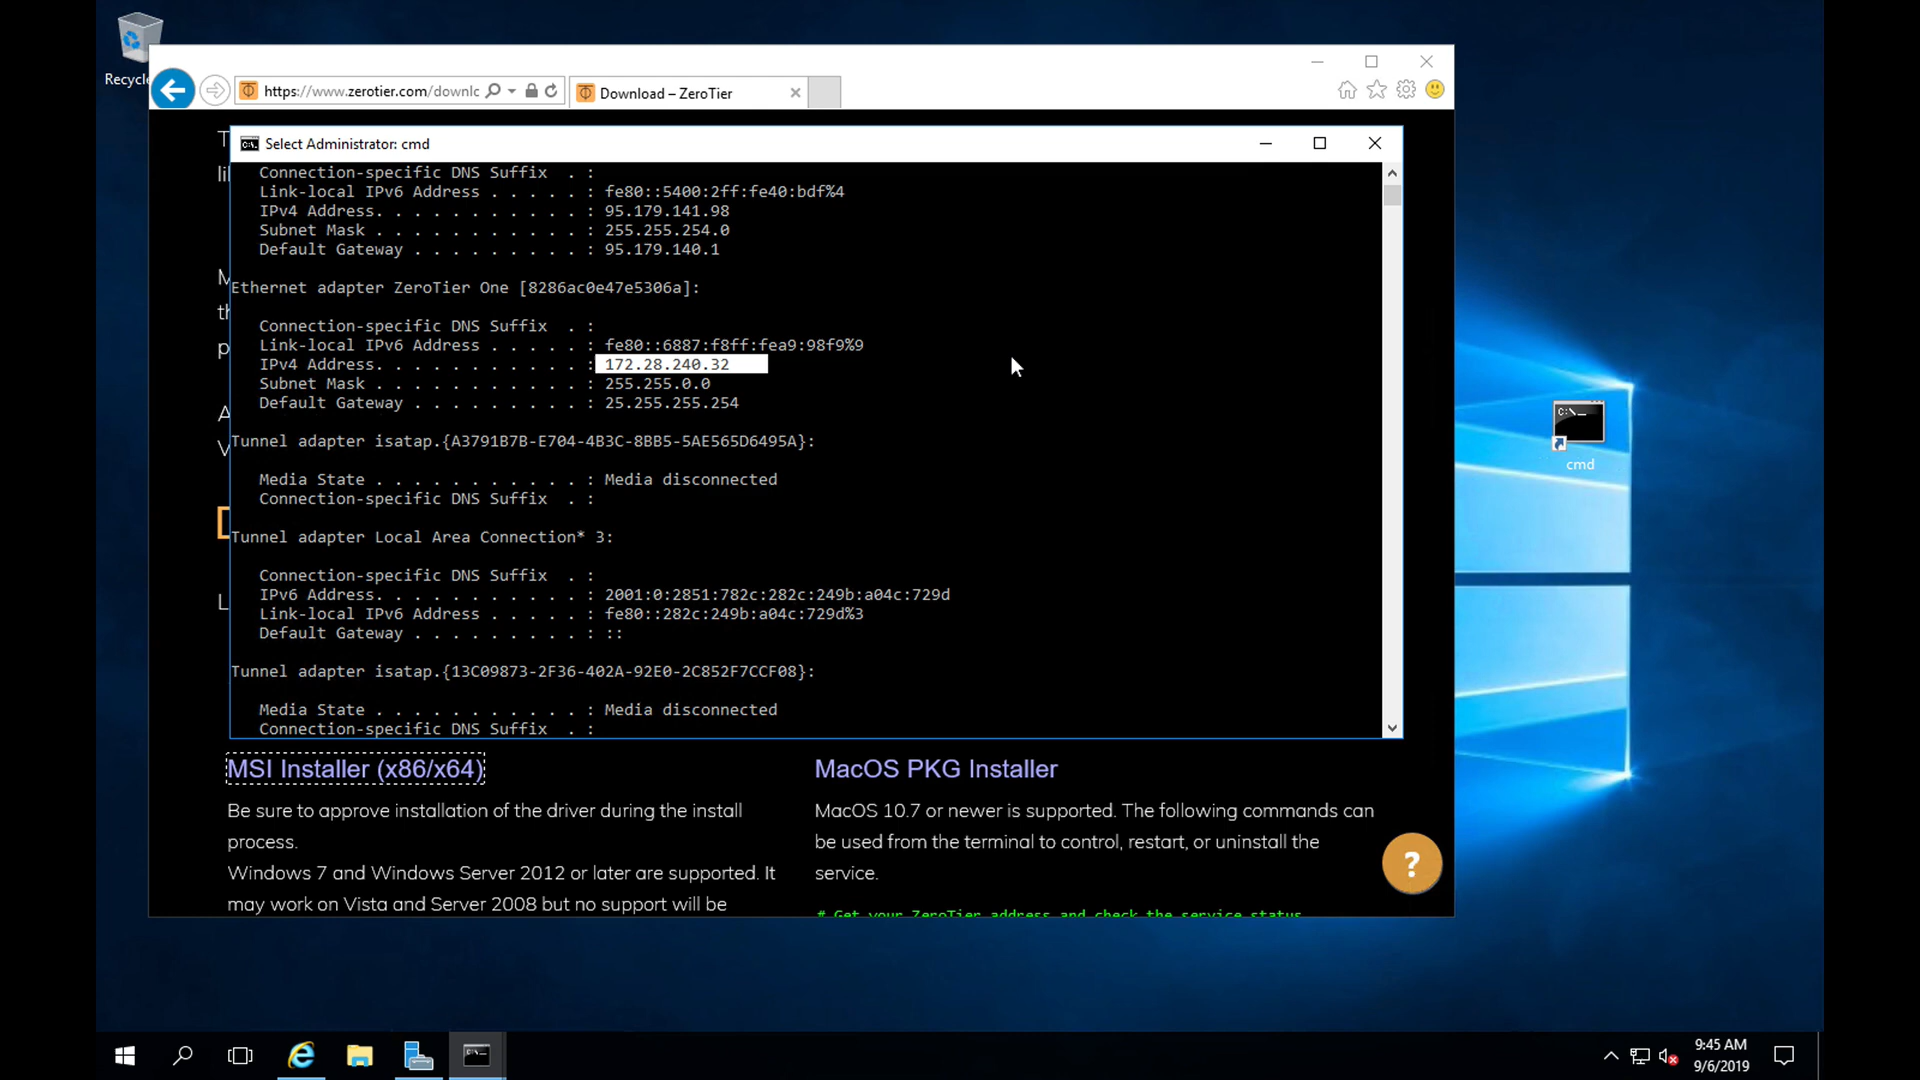 Recycle
https://www.zerotier.com/downlc
Download – ZeroTier
Select Administrator: cmd
Connection-specific DNS Suffix . :
Link-local IPv6 Address . . . . . : fe80::5400:2ff:fe40:bdf%4
IPv4 Address. . . . . . . . . . . : 95.179.141.98
Subnet Mask . . . . . . . . . . . : 255.255.254.0
Default Gateway . . . . . . . . . : 95.179.140.1
Ethernet adapter ZeroTier One [8286ac0e47e5306a]:
Connection-specific DNS Suffix . :
Link-local IPv6 Address . . . . . : fe80::6887:f8ff:fea9:98f9%9
IPv4 Address. . . . . . . . . . . : 172.28.240.32
Subnet Mask . . . . . . . . . . . : 255.255.0.0
Default Gateway . . . . . . . . . : 25.255.255.254
Tunnel adapter isatap.{A3791B7B-E704-4B3C-8BB5-5AE565D6495A}:
Media State . . . . . . . . . . . : Media disconnected
Connection-specific DNS Suffix . :
Tunnel adapter Local Area Connection* 3:
Connection-specific DNS Suffix . :
IPv6 Address. . . . . . . . . . . : 2001:0:2851:782c:282c:249b:a04c:729d
Link-local IPv6 Address . . . . . : fe80::282c:249b:a04c:729d%3
Default Gateway . . . . . . . . . : ::
Tunnel adapter isatap.{13C09873-2F36-402A-92E0-2C852F7CCF08}:
Media State . . . . . . . . . . . : Media disconnected
Connection-specific DNS Suffix . :
cmd
MSI Installer (x86/x64)
Be sure to approve installation of the driver during the install
process.
Windows 7 and Windows Server 2012 or later are supported. It
may work on Vista and Server 2008 but no support will be
MacOS PKG Installer
MacOS 10.7 or newer is supported. The following commands can
be used from the terminal to control, restart, or uninstall the
service.
# Get your ZeroTier address and check the service status
?
9:45 AM
9/6/2019